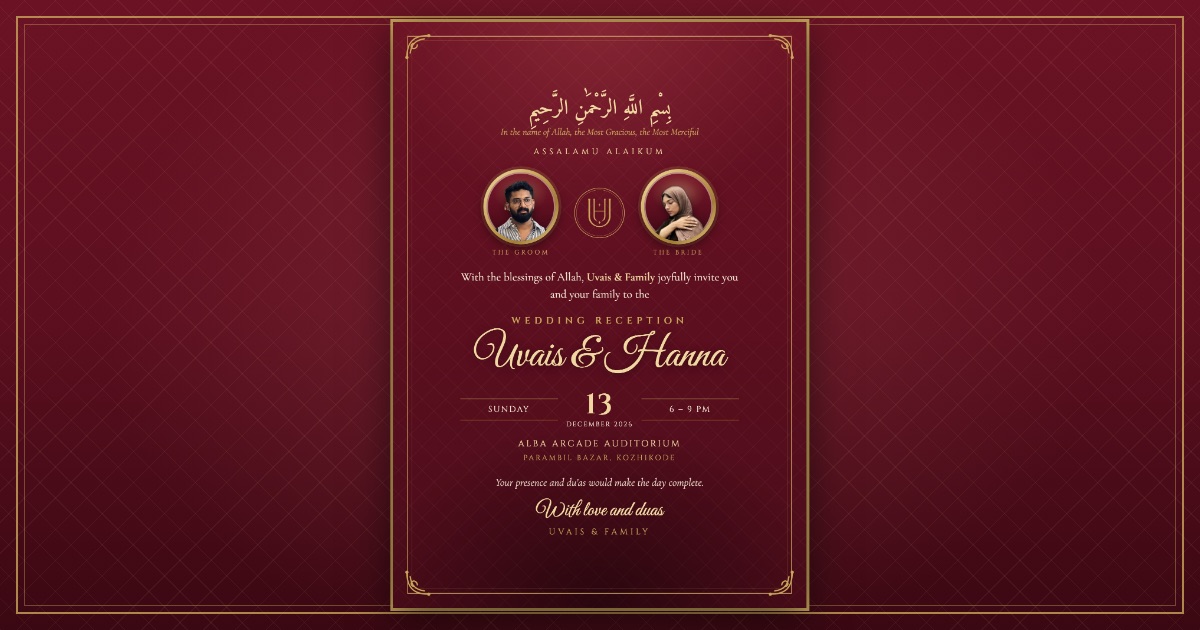 بِسْمِ اللَّهِ الرَّحْمَٰنِ الرَّحِيمِ
In the name of Allah, the Most Gracious, the Most Merciful
ASSALAMU ALAIKUM
THE GROOM
THE BRIDE
With the blessings of Allah, Uvais & Family joyfully invite you
and your family to the
WEDDING RECEPTION
Uvais & Hanna
SUNDAY
13
DECEMBER 2026
6 – 9 PM
ALBA ARCADE AUDITORIUM
PARAMBIL BAZAR, KOZHIKODE
Your presence and du'as would make the day complete.
With love and duas
UVAIS & FAMILY